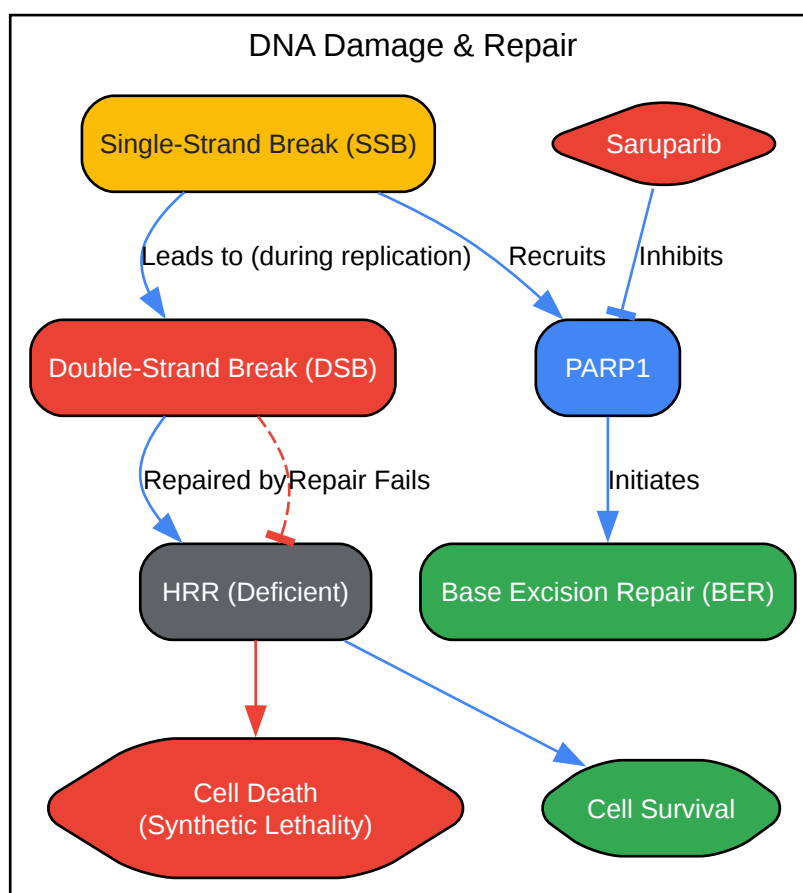 DNA Damage & Repair
Single-Strand Break (SSB)
Saruparib
Leads to (during replication)
Recruits
Inhibits
Double-Strand Break (DSB)
PARP1
Repaired by
Repair Fails
Initiates
HRR (Deficient)
Base Excision Repair (BER)
Cell Death
(Synthetic Lethality)
Cell Survival